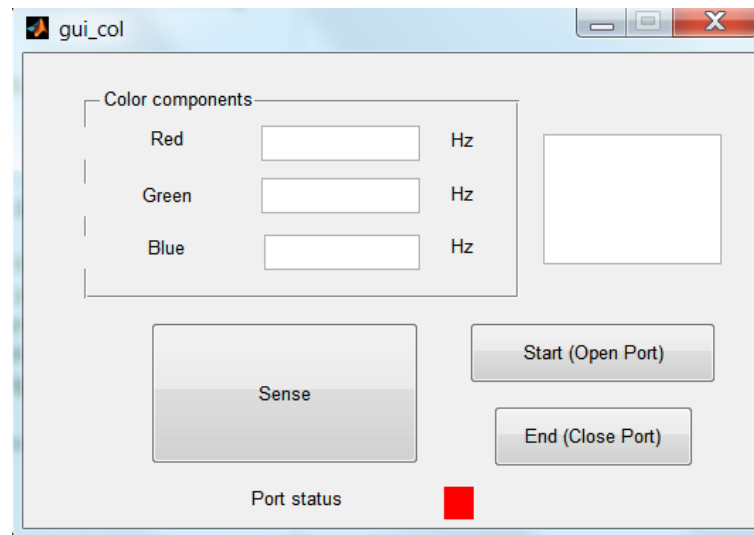 gui_col
Color components
Red Hz
Green Hz
Blue Hz
Start (Open Port)
Sense
End (Close Port)
Port status